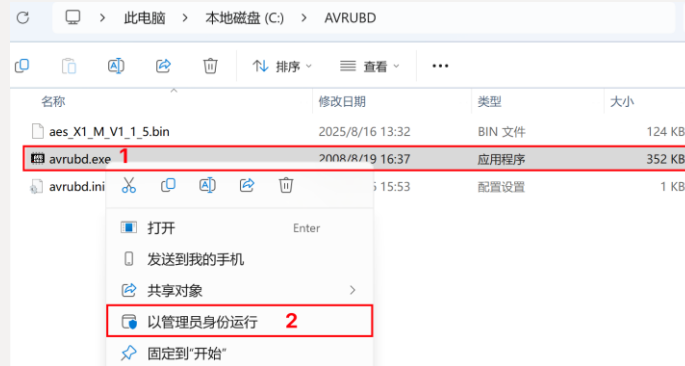 此电脑 > 本地磁盘 (C:) > AVRUBD
排序 查看 ...
名称 修改日期 类型 大小
aes_X1_M_V1_1_5.bin 2025/8/16 13:32 BIN 文件 124 KB
avrubd.exe 1 2008/8/19 16:37 应用程序 352 KB
avrubd.ini 15:53 配置设置 1 KB
打开 Enter
发送到我的手机
共享对象 >
以管理员身份运行 2
固定到"开始"